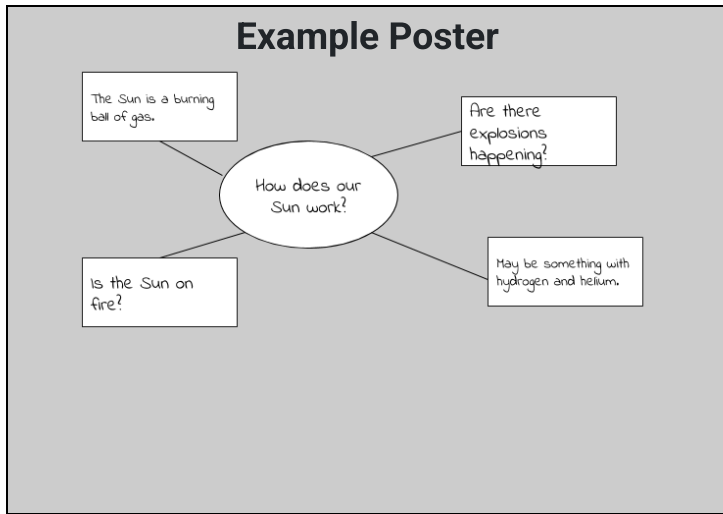 Example Poster
The Sun is a burning
ball of gas.
Are there
explosions
happening?
How does our
Sun work?
Is the Sun on
fire?
May be something with
hydrogen and helium.